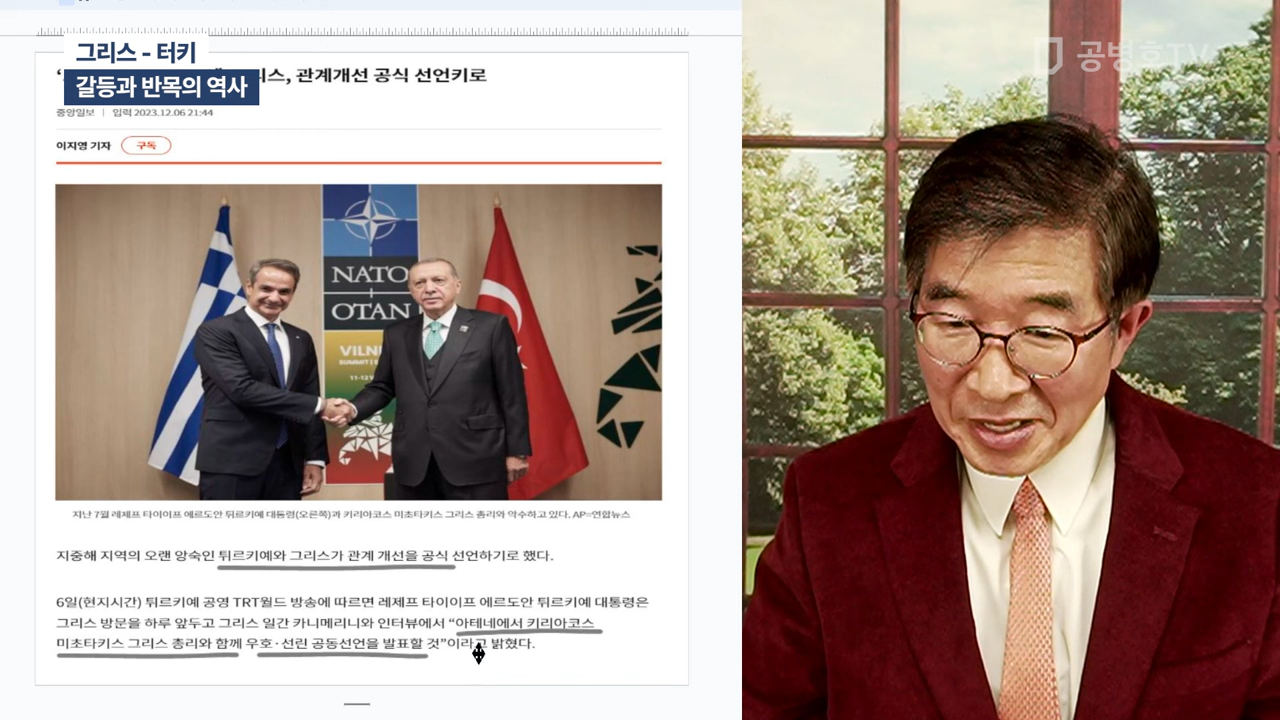 그리스 - 터키
갈등과 반목의 역사
리스, 관계개선 공식 선언키로
중앙일보 | 입력 2023.12.06 21:44
이지영 기자 구독
NATO
OTAN
VILNI
SUMMIT
11-12
지난 7월 레제프 타이이프 에르도안 튀르키예 대통령(오른쪽)과 키리아코스 미초타키스 그리스 총리와 악수하고 있다. AP=연합뉴스
지중해 지역의 오랜 앙숙인 튀르키예와 그리스가 관계 개선을 공식 선언하기로 했다.
6일(현지시간) 튀르키예 공영 TRT월드 방송에 따르면 레제프 타이이프 에르도안 튀르키예 대통령은
그리스 방문을 하루 앞두고 그리스 일간 카니메리니와 인터뷰에서 “아테네에서 키리아코스
미초타키스 그리스 총리와 함께 우호·선린 공동선언을 발표할 것”이라고 밝혔다.
공병호TV